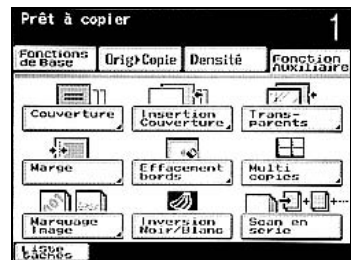 Prêt à copier
1
Fonctions
de Base
Orig▸Copie
Densité
Fonction
Auxiliaire
Couverture
Insertion
Couverture
Trans-
parents
Marge
Effacement
bords
Multi
copies
Marquage
Image
Inversion
Noir/Blanc
Scan en
serie
Liste
tâches